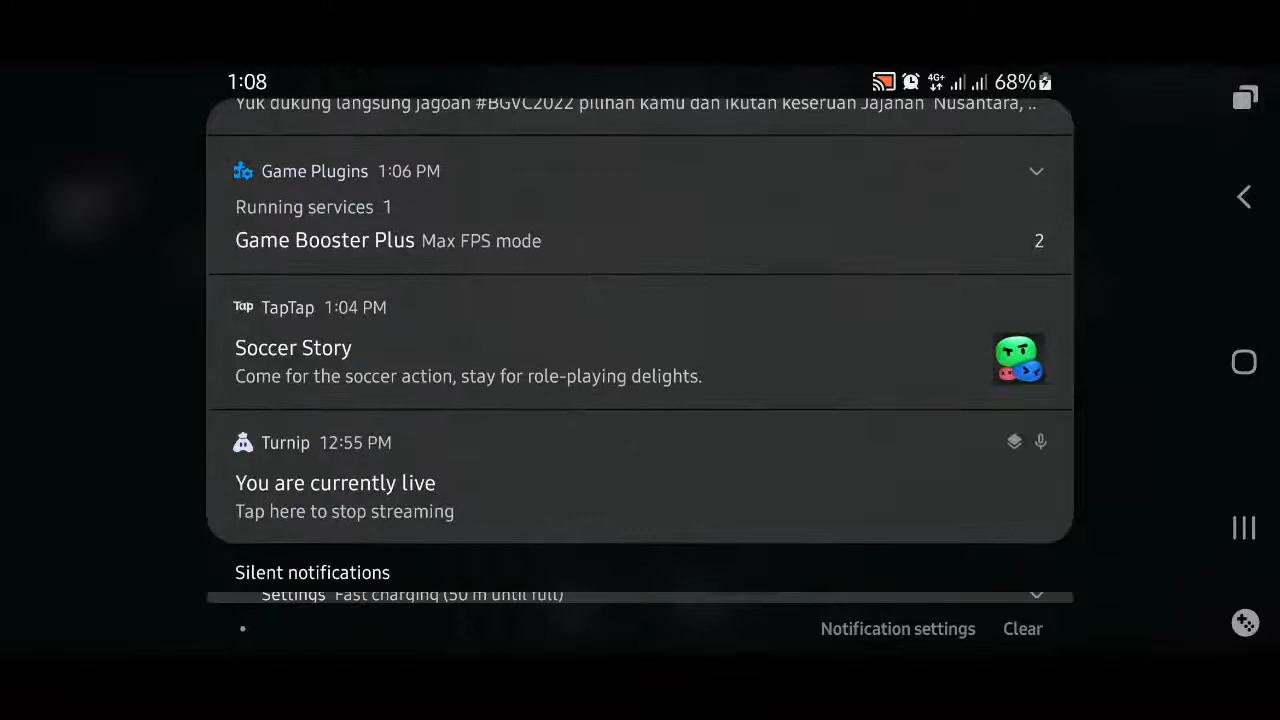 1:08 4G+ 68%
Yuk dukung langsung jagoan #BGVC2022 pilihan kamu dan ikutan keseruan Jajanan Nusantara, ..
Game Plugins 1:06 PM
Running services 1
Game Booster Plus Max FPS mode 2
Tap TapTap 1:04 PM
Soccer Story
Come for the soccer action, stay for role-playing delights.
Turnip 12:55 PM
You are currently live
Tap here to stop streaming
Silent notifications
Settings Fast charging (50 m until full)
Notification settings Clear